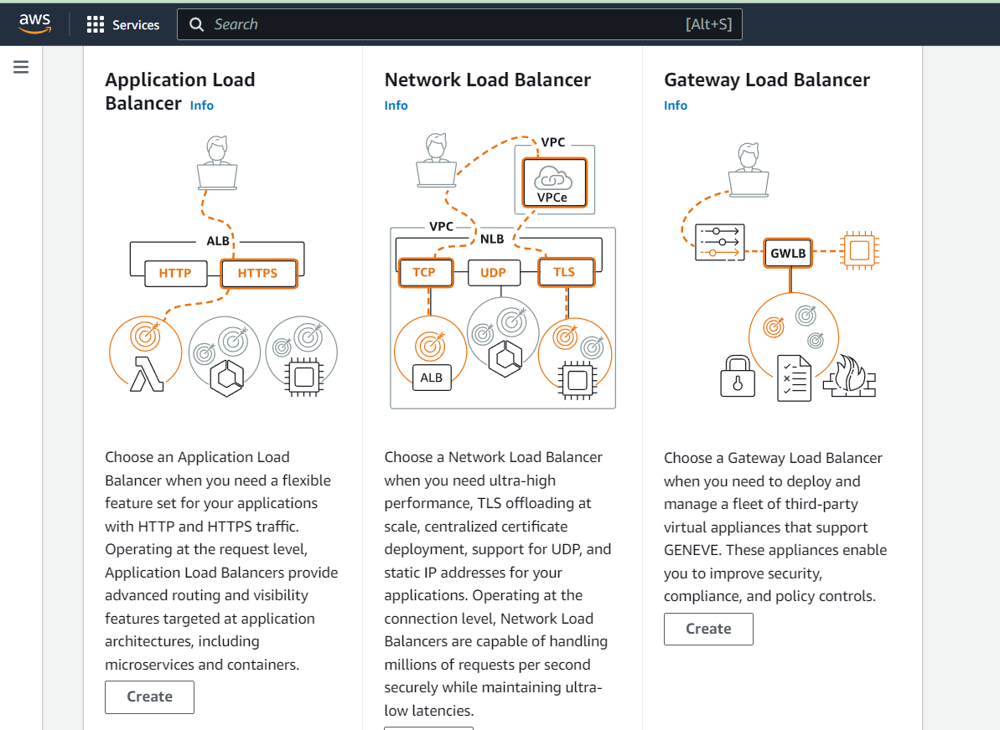 aws
Services
Search
[Alt+S]
Application Load
Balancer Info
ALB
HTTP
HTTPS
Choose an Application Load
Balancer when you need a flexible
feature set for your applications
with HTTP and HTTPS traffic.
Operating at the request level,
Application Load Balancers provide
advanced routing and visibility
features targeted at application
architectures, including
microservices and containers.
Create
Network Load Balancer
Info
VPC
VPCe
VPC
NLB
TCP
UDP
TLS
ALB
Choose a Network Load Balancer
when you need ultra-high
performance, TLS offloading at
scale, centralized certificate
deployment, support for UDP, and
static IP addresses for your
applications. Operating at the
connection level, Network Load
Balancers are capable of handling
millions of requests per second
securely while maintaining ultra-
low latencies.
Gateway Load Balancer
Info
GWLB
Choose a Gateway Load Balancer
when you need to deploy and
manage a fleet of third-party
virtual appliances that support
GENEVE. These appliances enable
you to improve security,
compliance, and policy controls.
Create